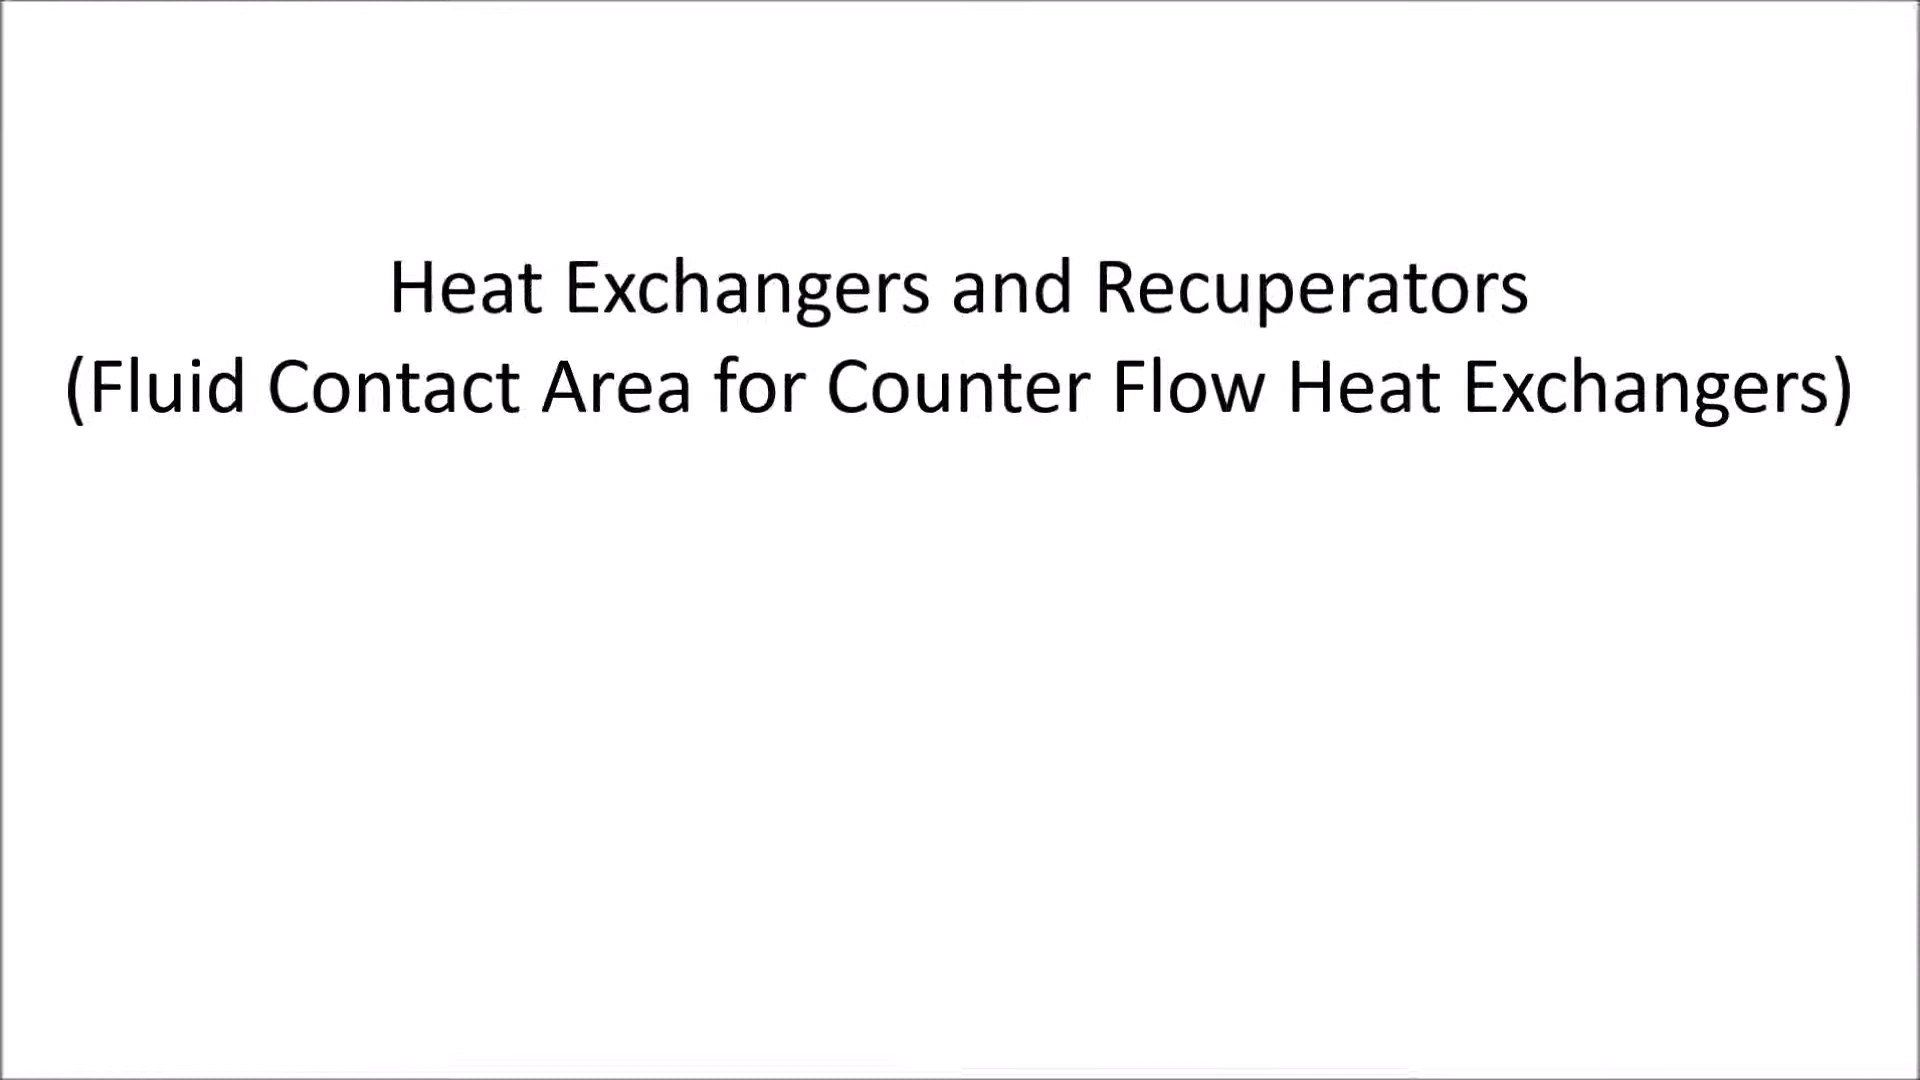 Heat Exchangers and Recuperators
(Fluid Contact Area for Counter Flow Heat Exchangers)